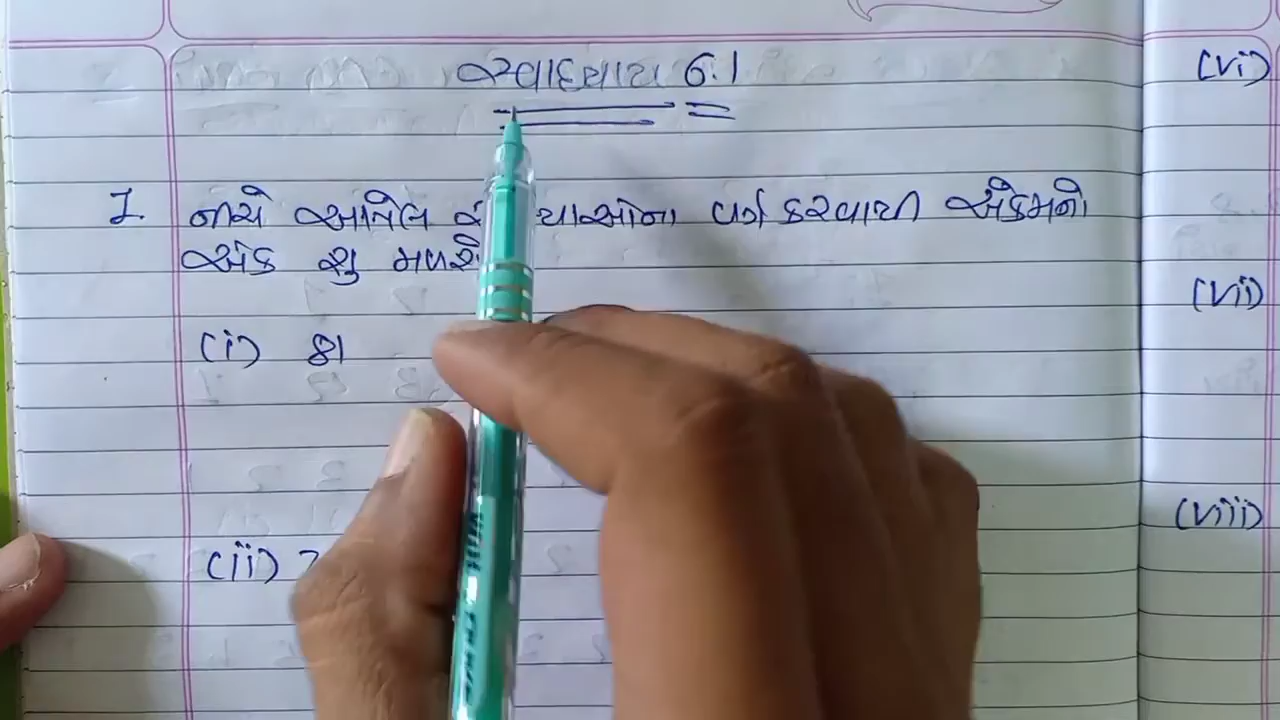 સ્વાધ્યાય 6.1
1. નીચે આપેલ યાઓના વર્ગ કરવાથી એકમનો
અંક શુ મળશે
(i) 81
(ii)
(vi)
(vii)
(viii)